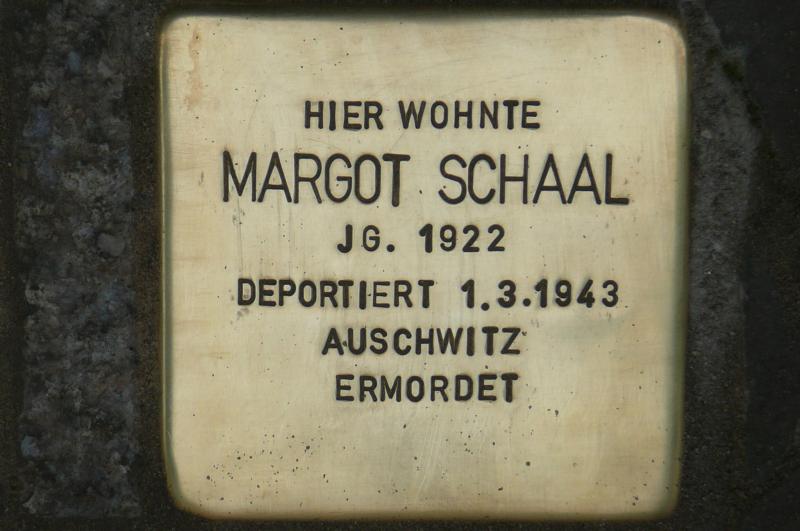 HIER WOHNTE
MARGOT SCHAAL
JG. 1922
DEPORTIERT 1.3.1943
AUSCHWITZ
ERMORDET